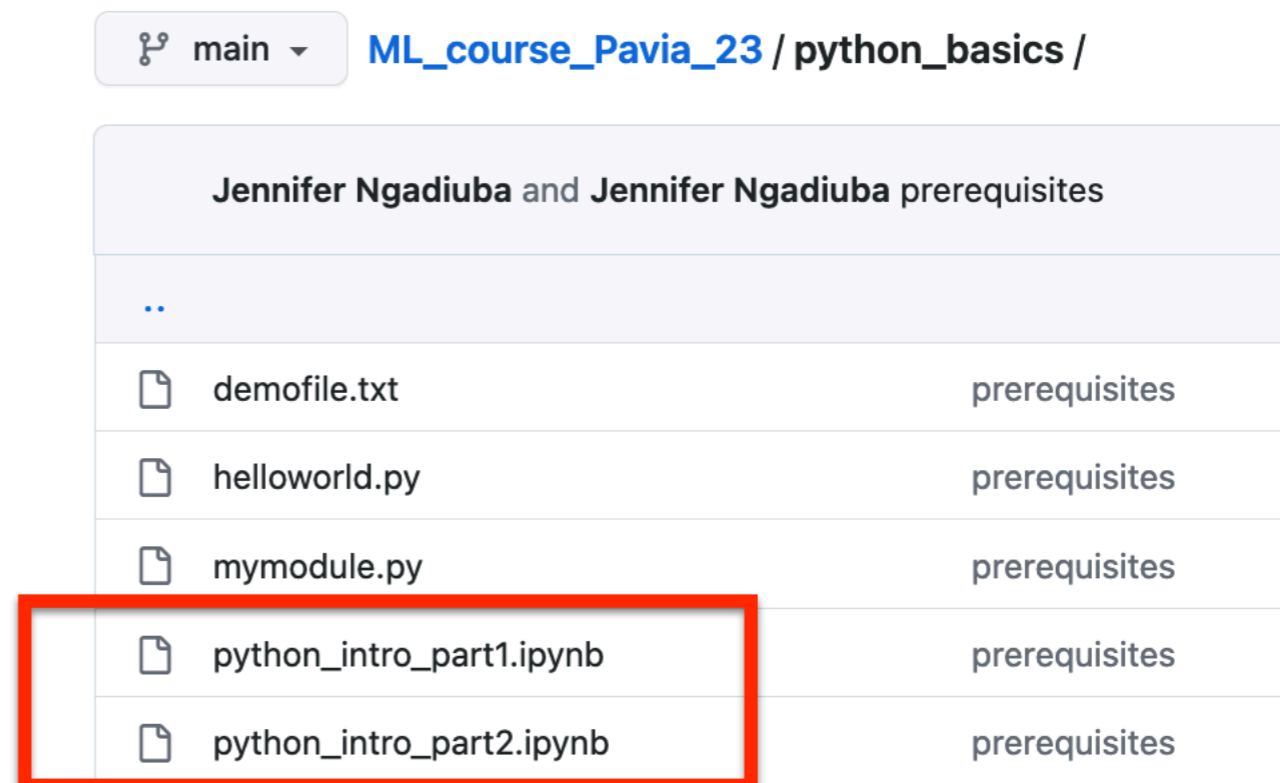 main ML_course_Pavia_23 / python_basics /
Jennifer Ngadiuba and Jennifer Ngadiuba prerequisites
..
demofile.txt prerequisites
helloworld.py prerequisites
mymodule.py prerequisites
python_intro_part1.ipynb prerequisites
python_intro_part2.ipynb prerequisites